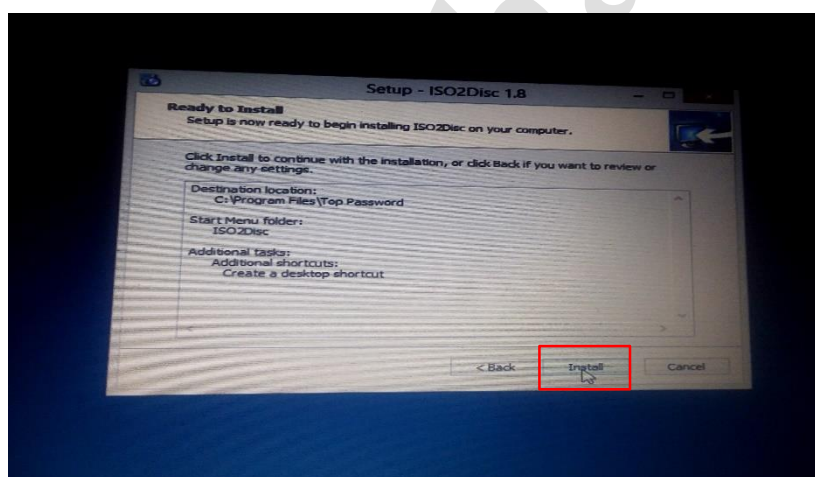 Setup - ISO2Disc 1.8
Ready to Install
Setup is now ready to begin installing ISO2Disc on your computer.
Click Install to continue with the installation, or click Back if you want to review or
change any settings.
Destination location:
C:\Program Files\Top Password
Start Menu folder:
ISO2Disc
Additional tasks:
Additional shortcuts:
Create a desktop shortcut
< Back
Install
Cancel